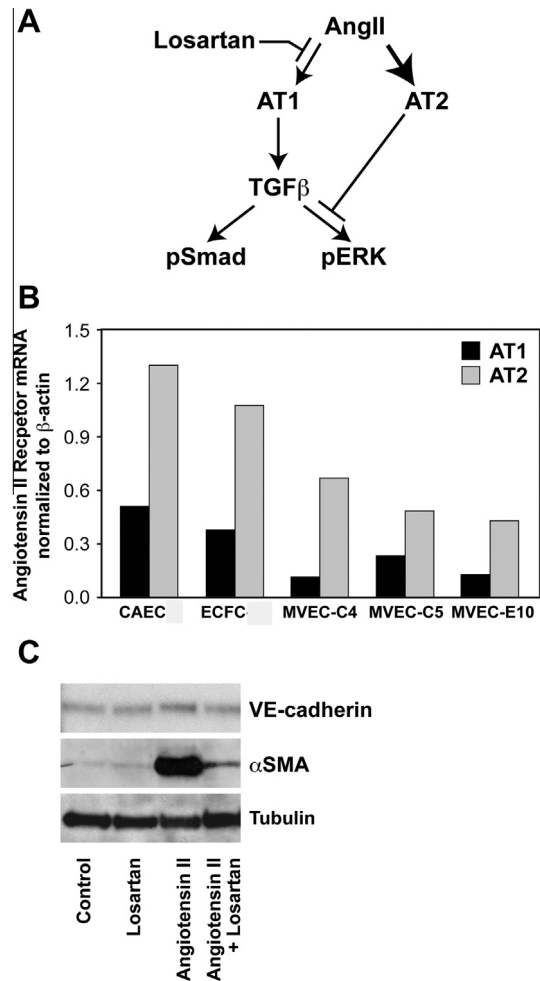 A
AngII
Losartan
AT1
AT2
TGFβ
pSmad
pERK
B
Angiotensin II Recpetor mRNA
normalized to β-actin
1.5
1.2
0.9
0.6
0.3
0.0
AT1
AT2
CAEC
ECFC
MVEC-C4
MVEC-C5
MVEC-E10
C
VE-cadherin
αSMA
Tubulin
Control
Losartan
Angiotensin II
Angiotensin II
+ Losartan